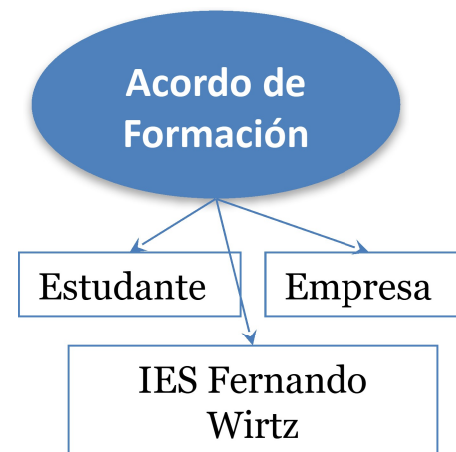 Acordo de
Formación
Estudante
Empresa
IES Fernando
Wirtz